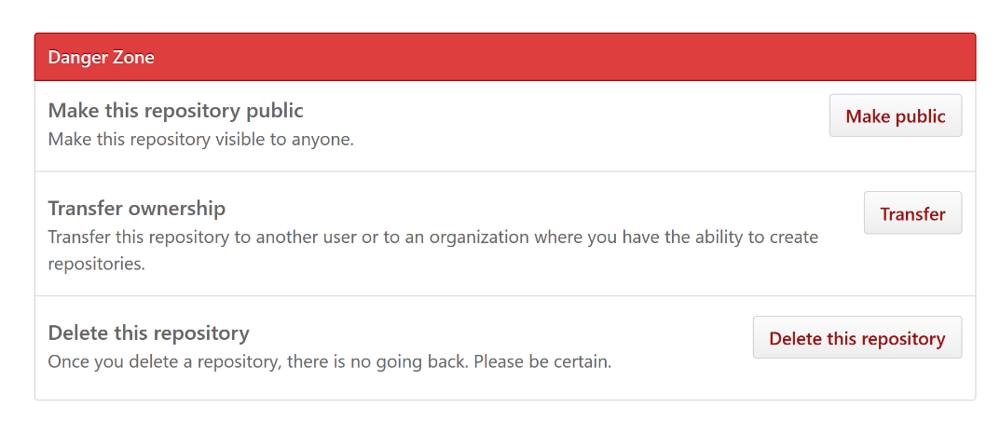 Danger Zone
Make this repository public
Make public
Make this repository visible to anyone.
Transfer ownership
Transfer
Transfer this repository to another user or to an organization where you have the ability to create
repositories.
Delete this repository
Delete this repository
Once you delete a repository, there is no going back. Please be certain.